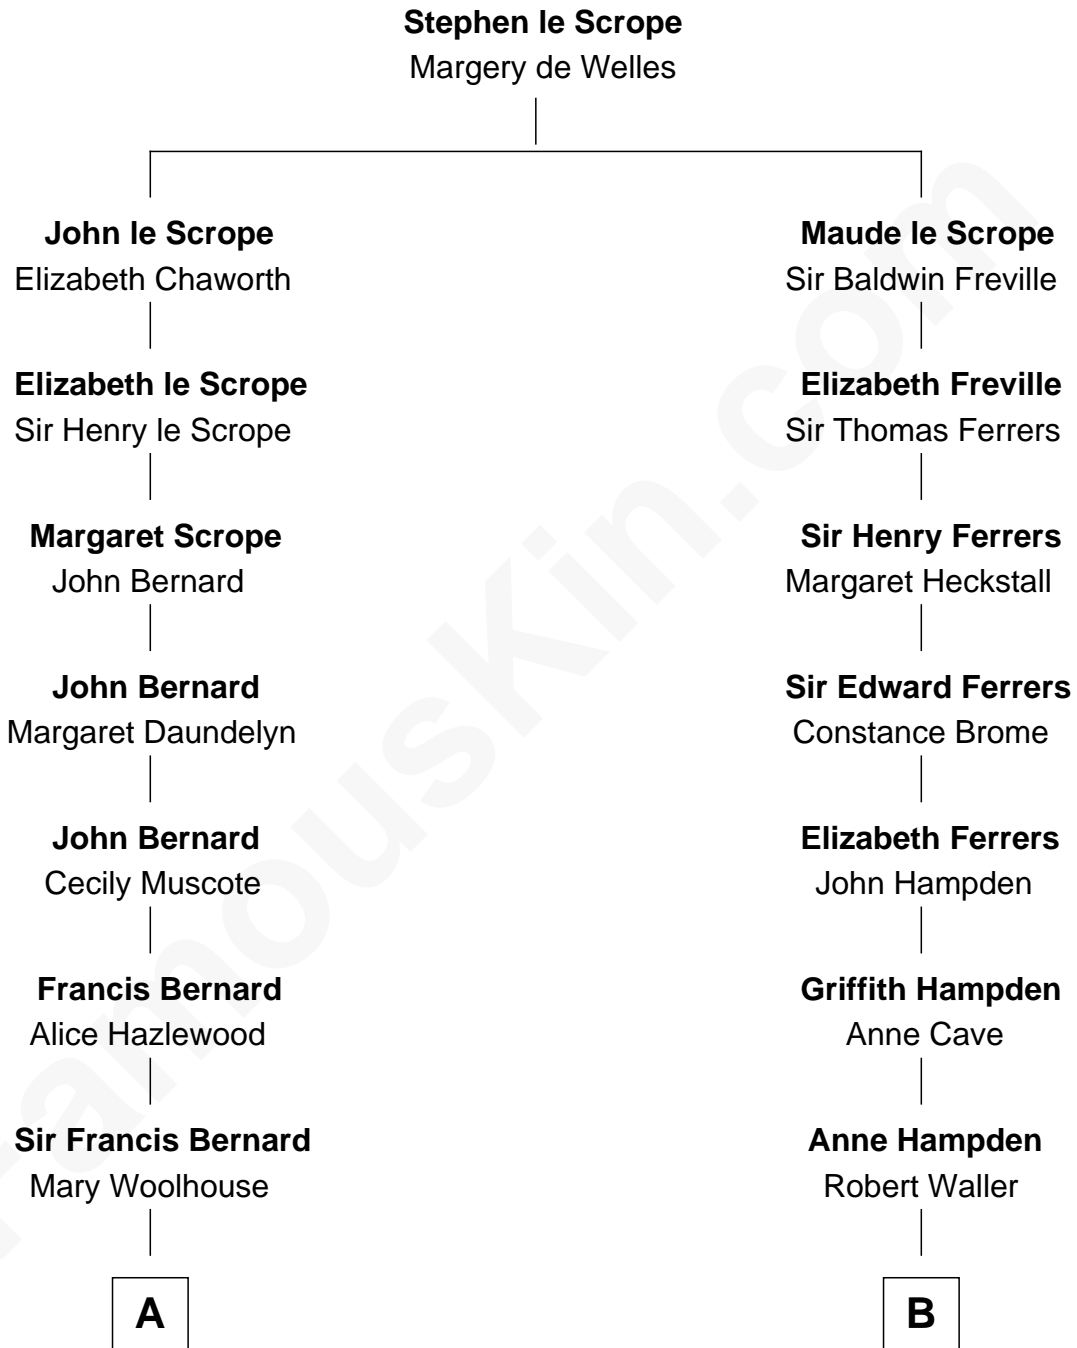 Stephen le Scrope
Margery de Welles
John le Scrope
Elizabeth Chaworth
Maude le Scrope
Sir Baldwin Freville
Elizabeth le Scrope
Sir Henry le Scrope
Elizabeth Freville
Sir Thomas Ferrers
Margaret Scrope
John Bernard
Sir Henry Ferrers
Margaret Heckstall
John Bernard
Margaret Daundelyn
Sir Edward Ferrers
Constance Brome
John Bernard
Cecily Muscote
Elizabeth Ferrers
John Hampden
Francis Bernard
Alice Hazlewood
Griffith Hampden
Anne Cave
Sir Francis Bernard
Mary Woolhouse
Anne Hampden
Robert Waller
A
B
FamousKin.com